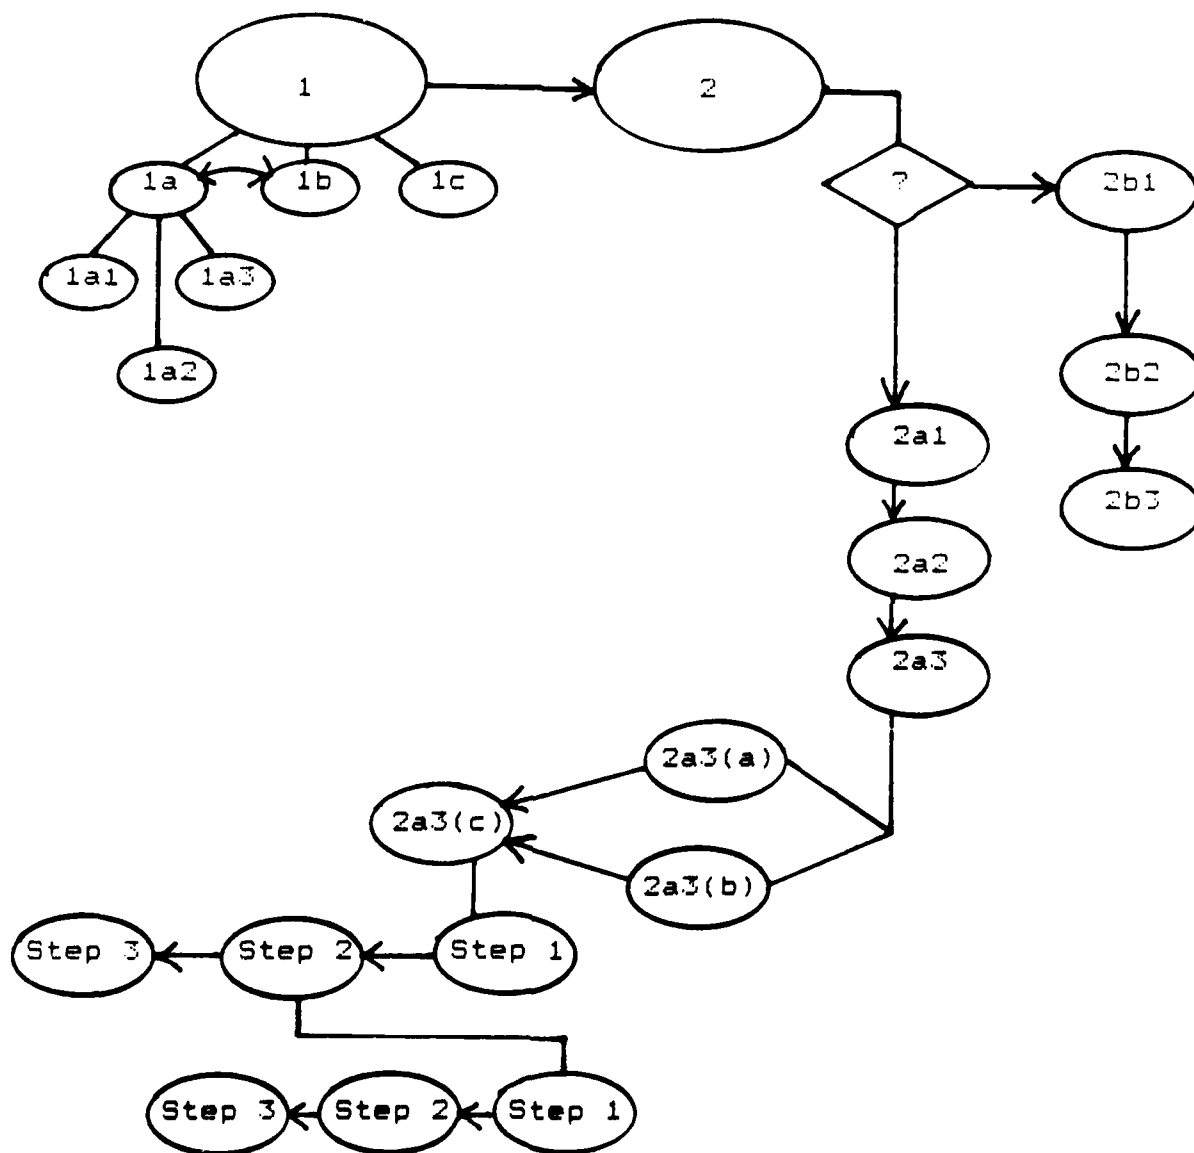 1
2
1a
1b
1c
?
2b1
1a1
1a3
1a2
2b2
2a1
2b3
2a2
2a3
2a3(a)
2a3(c)
2a3(b)
Step 3
Step 2
Step 1
Step 3
Step 2
Step 1